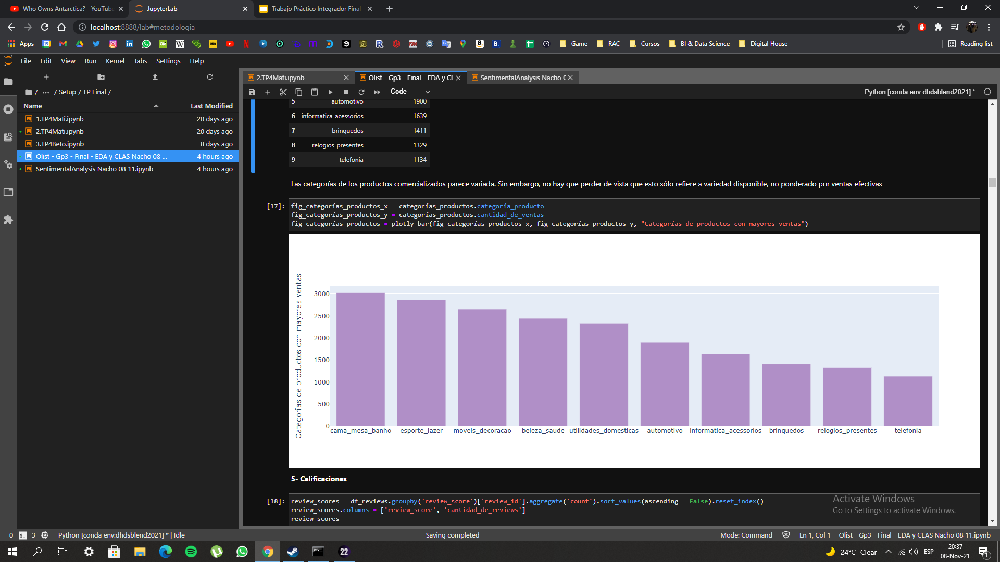 Who Owns Antarctica? - YouTub
JupyterLab
Trabajo Práctico Integrador Final
localhost:8888/lab#metodologia
Apps
Game
RAC
Cursos
BI & Data Science
Digital House
Reading list
File Edit View Run Kernel Tabs Settings Help
/ ··· / Setup / TP Final /
Name Last Modified
1.TP4Mati.ipynb 20 days ago
2.TP4Mati.ipynb 20 days ago
3.TP4Beto.ipynb 8 days ago
Olist - Gp3 - Final - EDA y CLAS Nacho 08 ... 4 hours ago
SentimentalAnalysis Nacho 08 11.ipynb 4 hours ago
2.TP4Mati.ipynb
Olist - Gp3 - Final - EDA y CL
SentimentalAnalysis Nacho 0
Code
Python [conda env:dhdsblend2021] *
5 automotivo 1900
6 informatica_acessorios 1639
7 brinquedos 1411
8 relogios_presentes 1329
9 telefonia 1134
Las categorías de los productos comercializados parece variada. Sin embargo, no hay que perder de vista que esto sólo refiere a variedad disponible, no ponderado por ventas efectivas
[17]:
fig_categorías_productos_x = categorías_productos.categoría_producto
fig_categorías_productos_y = categorías_productos.cantidad_de_ventas
fig_categorías_productos = plotly_bar(fig_categorías_productos_x, fig_categorías_productos_y, "Categorías de productos con mayores ventas")
Categorías de productos con mayores ventas
3000
2500
2000
1500
1000
500
0
cama_mesa_banho esporte_lazer moveis_decoracao beleza_saude utilidades_domesticas automotivo informatica_acessorios brinquedos relogios_presentes telefonia
5- Calificaciones
[18]:
review_scores = df_reviews.groupby('review_score')['review_id'].aggregate('count').sort_values(ascending = False).reset_index()
review_scores.columns = ['review_score', 'cantidad_de_reviews']
review_scores
Activate Windows
Go to Settings to activate Windows.
0 3 Python [conda env:dhdsblend2021] * | Idle
Saving completed
Mode: Command Ln 1, Col 1 Olist - Gp3 - Final - EDA y CLAS Nacho 08 11.ipynb
22
24°C Clear
ESP
20:37
08-Nov-21
1